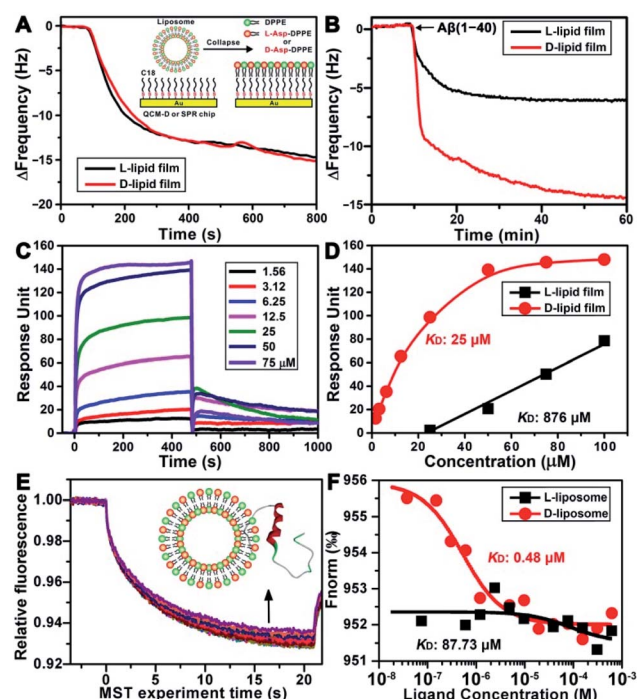 A
0
−5
−10
−15
−20
ΔFrequency (Hz)
0 200 400 600 800
Time (s)
Liposome
C18
Au
QCM-D or SPR chip
Collapse
DPPE
L-Asp-DPPE
or
D-Asp-DPPE
Au
L-lipid film
D-lipid film
B
0
−5
−10
−15
ΔFrequency (Hz)
0 20 40 60
Time (min)
Aβ(1−40)
L-lipid film
D-lipid film
C
160
140
120
100
80
60
40
20
0
Response Unit
0 200 400 600 800 1000
Time (s)
1.56
3.12
6.25
12.5
25
50
75 μM
D
160
140
120
100
80
60
40
20
0
Response Unit
0 20 40 60 80 100
Concentration (μM)
L-lipid film
D-lipid film
KD: 25 μM
KD: 876 μM
E
1.00
0.98
0.96
0.94
0.92
Relative fluorescence
0 5 10 15 20
MST experiment time (s)
F
956
955
954
953
952
951
Fnorm (‰)
10⁻⁸ 10⁻⁷ 10⁻⁶ 10⁻⁵ 10⁻⁴ 10⁻³
Ligand Concentration (M)
L-liposome
D-liposome
KD: 0.48 μM
KD: 87.73 μM